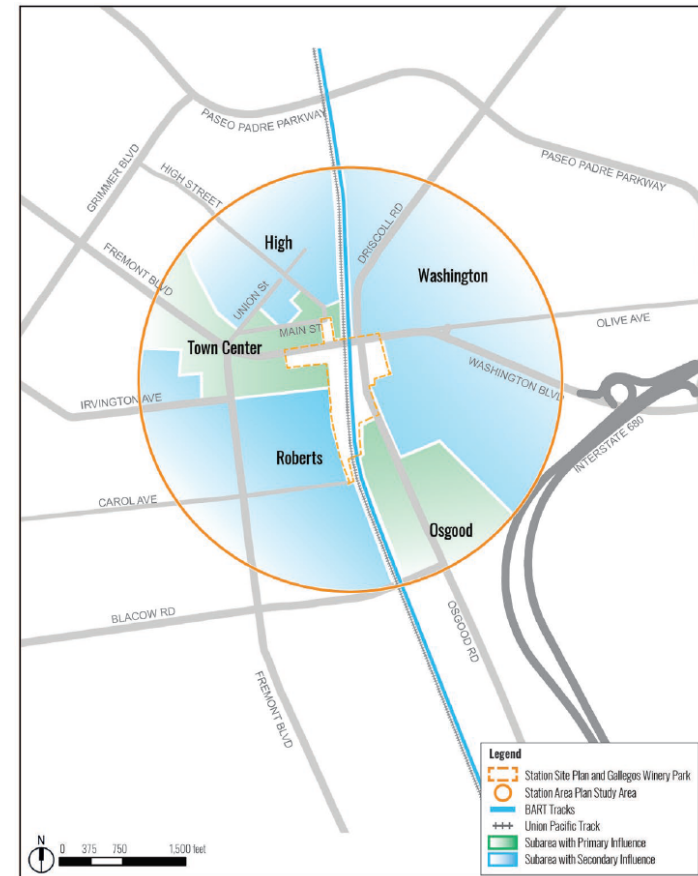 PASEO PADRE PARKWAY
PASEO PADRE PARKWAY
GRIMMER BLVD
HIGH STREET
DRISCOLL RD
High
Washington
FREMONT BLVD
UNION St
MAIN ST
OLIVE AVE
Town Center
WASHINGTON BLVD
IRVINGTON AVE
INTERSTATE 680
Roberts
CAROL AVE
Osgood
BLACOW RD
OSGOOD RD
FREMONT BLVD
Legend
Station Site Plan and Gallegos Winery Park
Station Area Plan Study Area
BART Tracks
Union Pacific Track
Subarea with Primary Influence
Subarea with Secondary Influence
N
0 375 750 1,500 feet